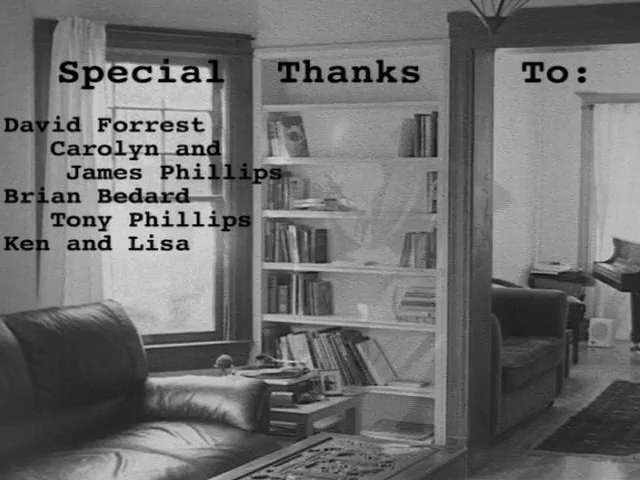 Special Thanks To:
David Forrest
Carolyn and
James Phillips
Brian Bedard
Tony Phillips
Ken and Lisa